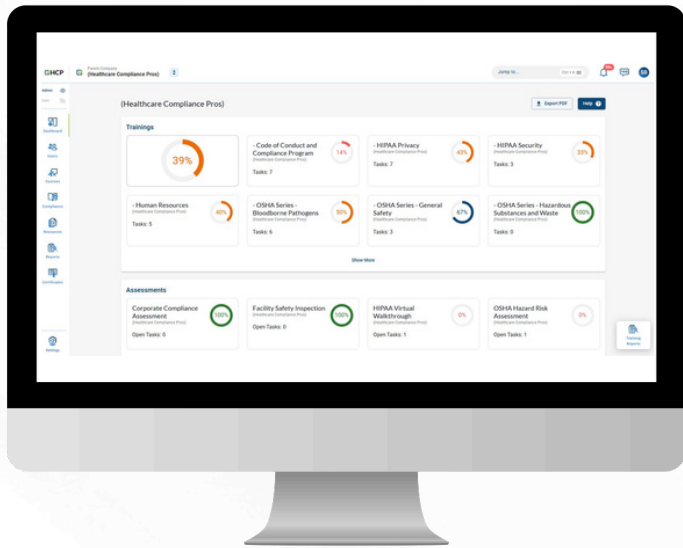 HCP
Parent Company
(Healthcare Compliance Pros)
Jump to...
Admin
Dashboard
Users
Controls
Compliance
Resources
Reports
Certificates
Settings
(Healthcare Compliance Pros)
Export PDF
Help
Trainings
39%
- Code of Conduct and
Compliance Program
(Healthcare Compliance Pros)
Tasks: 7
14%
- HIPAA Privacy
(Healthcare Compliance Pros)
Tasks: 7
43%
- HIPAA Security
(Healthcare Compliance Pros)
Tasks: 3
33%
- Human Resources
(Healthcare Compliance Pros)
Tasks: 5
40%
- OSHA Series -
Bloodborne Pathogens
(Healthcare Compliance Pros)
Tasks: 6
50%
- OSHA Series - General
Safety
(Healthcare Compliance Pros)
Tasks: 3
67%
- OSHA Series - Hazardous
Substances and Waste
(Healthcare Compliance Pros)
Tasks: 0
100%
Show More
Assessments
Corporate Compliance
Assessment
(Healthcare Compliance Pros)
Open Tasks: 0
100%
Facility Safety Inspection
(Healthcare Compliance Pros)
Open Tasks: 0
100%
HIPAA Virtual
Walkthrough
(Healthcare Compliance Pros)
Open Tasks: 1
0%
OSHA Hazard Risk
Assessment
(Healthcare Compliance Pros)
Open Tasks: 1
0%
Training
Reports